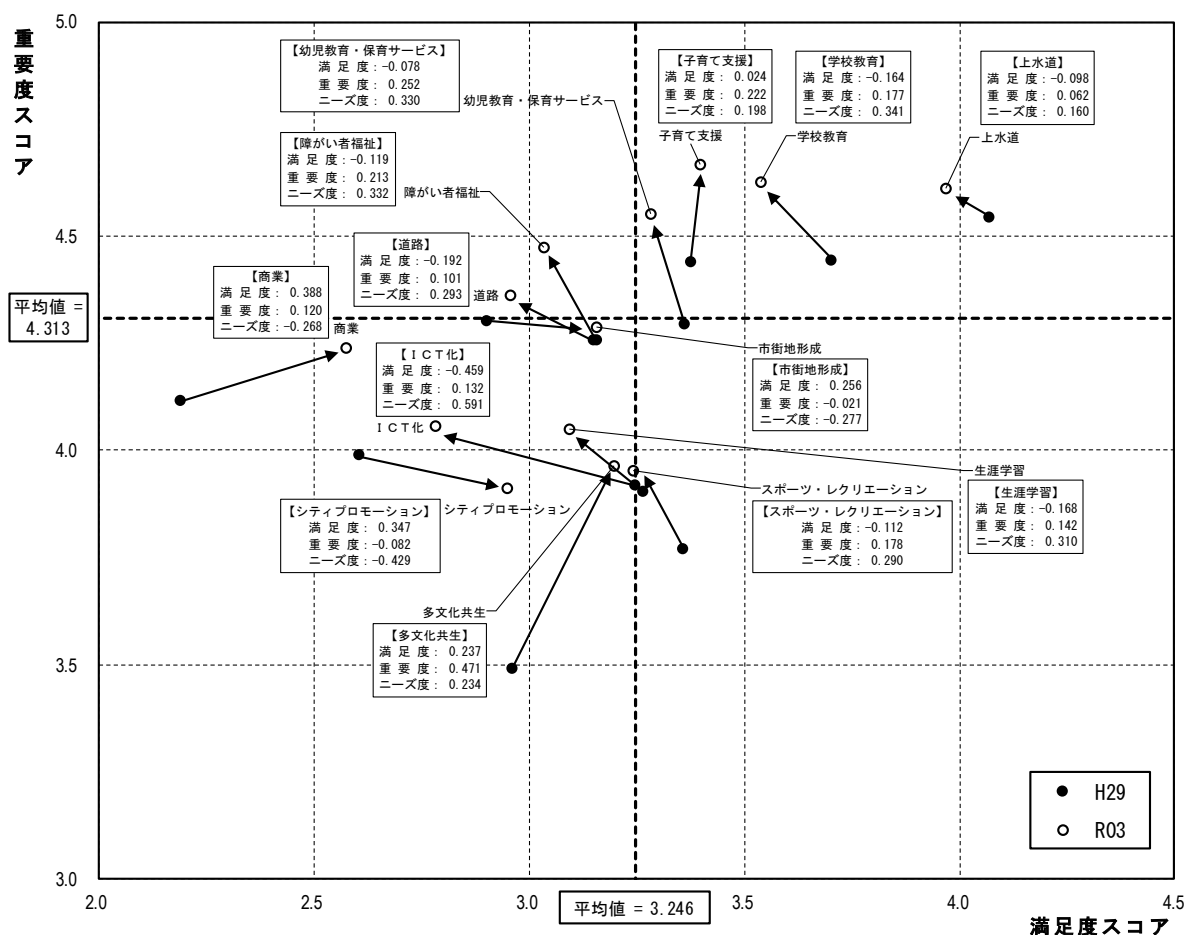 重要度スコア
5.0
4.5
4.0
3.5
3.0
平均値 =
4.313
【幼児教育・保育サービス】
満 足 度：-0.078
重 要 度： 0.252
ニーズ度： 0.330
幼児教育・保育サービス
【子育て支援】
満 足 度： 0.024
重 要 度： 0.222
ニーズ度： 0.198
子育て支援
【学校教育】
満 足 度：-0.164
重 要 度： 0.177
ニーズ度： 0.341
学校教育
【上水道】
満 足 度：-0.098
重 要 度： 0.062
ニーズ度： 0.160
上水道
【障がい者福祉】
満 足 度：-0.119
重 要 度： 0.213
ニーズ度： 0.332
障がい者福祉
【道路】
満 足 度：-0.192
重 要 度： 0.101
ニーズ度： 0.293
道路
【商業】
満 足 度： 0.388
重 要 度： 0.120
ニーズ度：-0.268
商業
市街地形成
【市街地形成】
満 足 度： 0.256
重 要 度：-0.021
ニーズ度：-0.277
【ＩＣＴ化】
満 足 度：-0.459
重 要 度： 0.132
ニーズ度： 0.591
ＩＣＴ化
生涯学習
【生涯学習】
満 足 度：-0.168
重 要 度： 0.142
ニーズ度： 0.310
スポーツ・レクリエーション
【スポーツ・レクリエーション】
満 足 度：-0.112
重 要 度： 0.178
ニーズ度： 0.290
シティプロモーション
【シティプロモーション】
満 足 度： 0.347
重 要 度：-0.082
ニーズ度：-0.429
多文化共生
【多文化共生】
満 足 度： 0.237
重 要 度： 0.471
ニーズ度： 0.234
H29
R03
2.0
2.5
3.0
3.5
4.0
4.5
平均値 = 3.246
満足度スコア